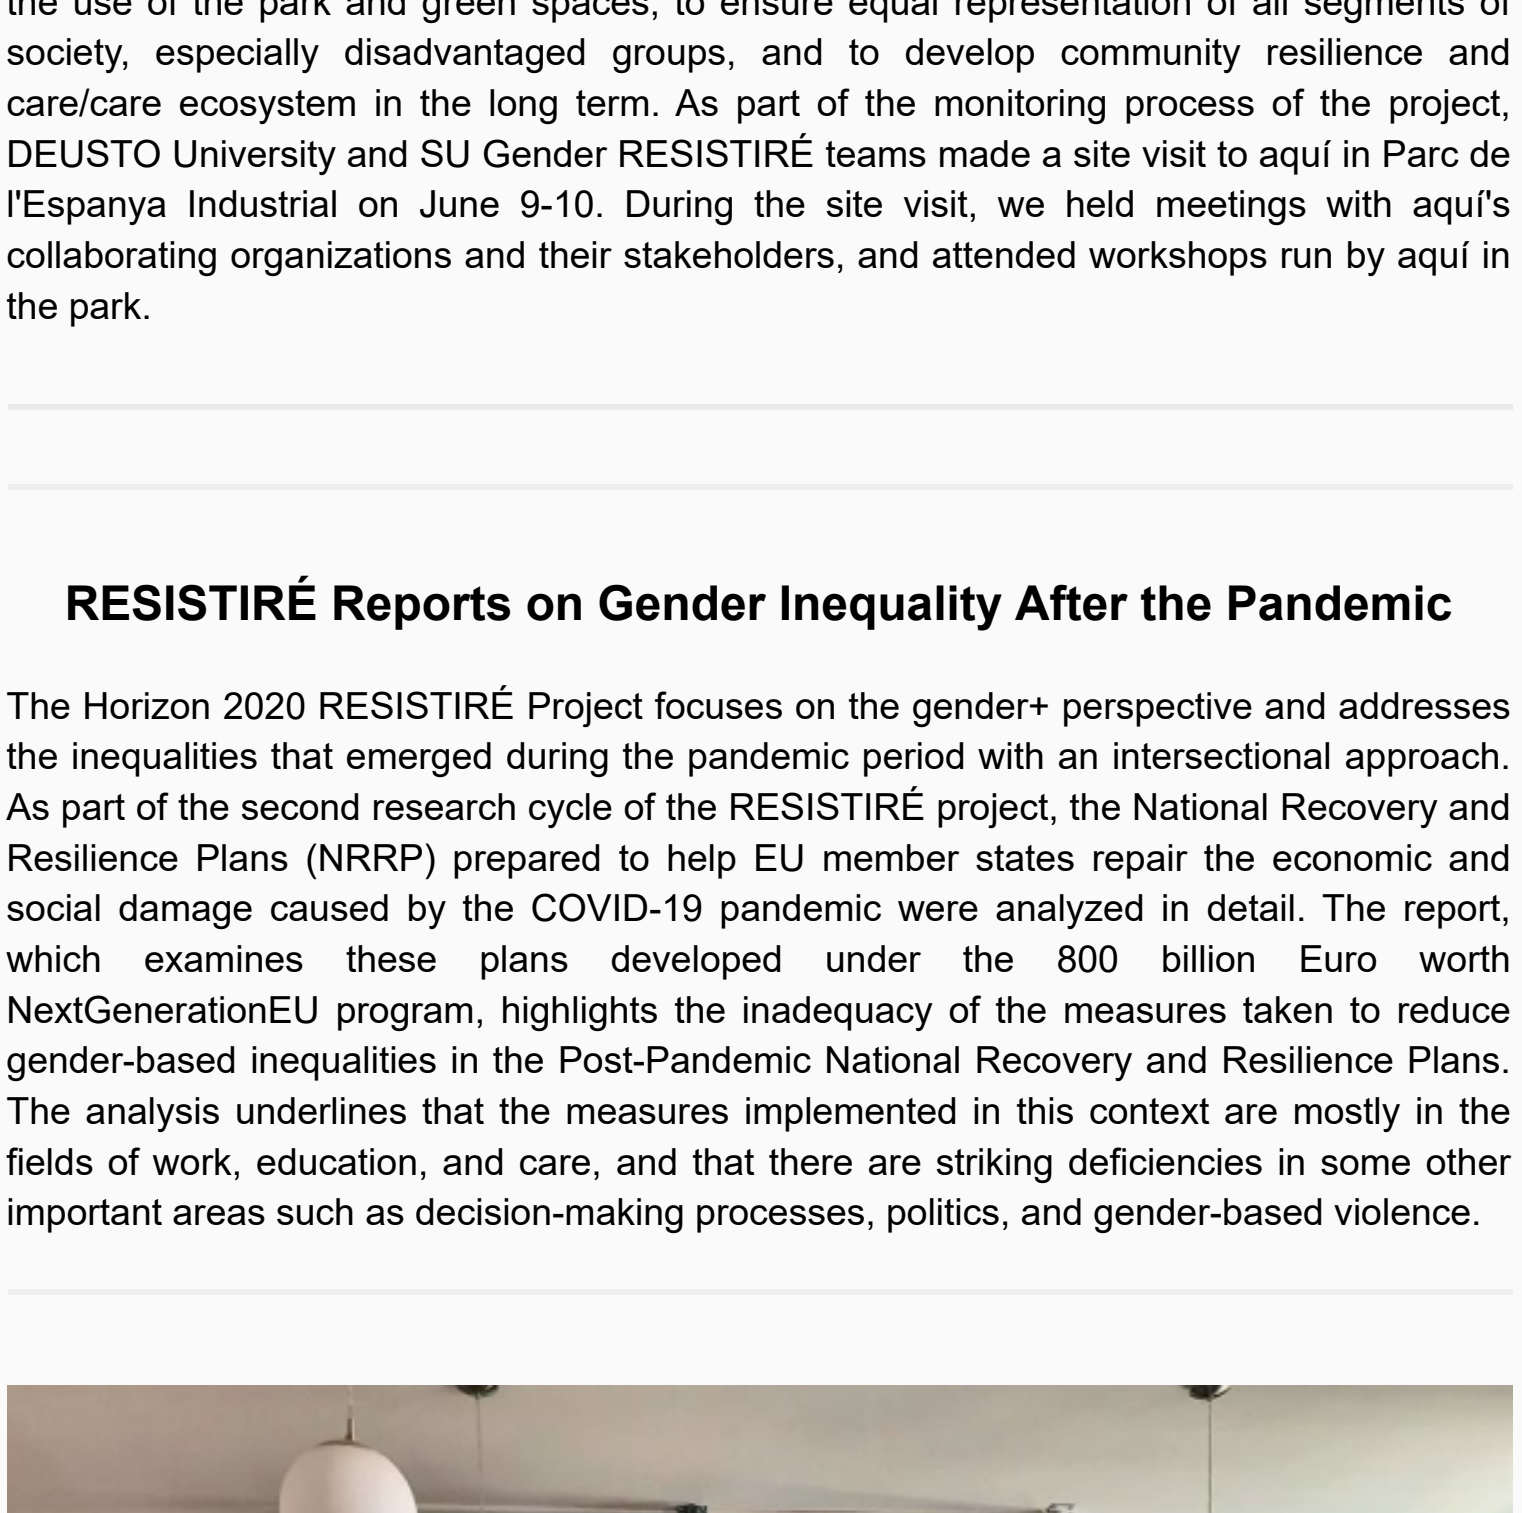 the use of the park and green spaces, to ensure equal representation of all segments of
society, especially disadvantaged groups, and to develop community resilience and
care/care ecosystem in the long term. As part of the monitoring process of the project,
DEUSTO University and SU Gender RESISTIRÉ teams made a site visit to aquí in Parc de
l'Espanya Industrial on June 9-10. During the site visit, we held meetings with aquí's
collaborating organizations and their stakeholders, and attended workshops run by aquí in
the park.
RESISTIRÉ Reports on Gender Inequality After the Pandemic
The Horizon 2020 RESISTIRÉ Project focuses on the gender+ perspective and addresses
the inequalities that emerged during the pandemic period with an intersectional approach.
As part of the second research cycle of the RESISTIRÉ project, the National Recovery and
Resilience Plans (NRRP) prepared to help EU member states repair the economic and
social damage caused by the COVID-19 pandemic were analyzed in detail. The report,
which examines these plans developed under the 800 billion Euro worth
NextGenerationEU program, highlights the inadequacy of the measures taken to reduce
gender-based inequalities in the Post-Pandemic National Recovery and Resilience Plans.
The analysis underlines that the measures implemented in this context are mostly in the
fields of work, education, and care, and that there are striking deficiencies in some other
important areas such as decision-making processes, politics, and gender-based violence.